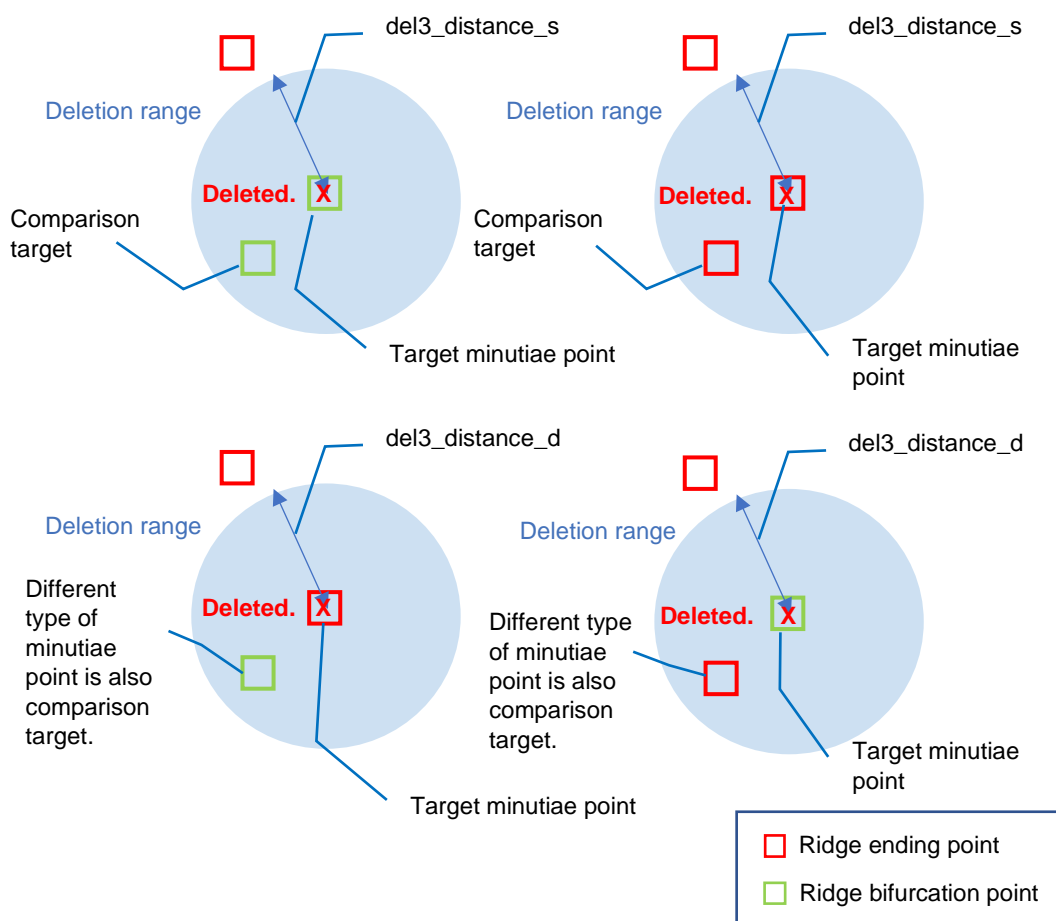 del3_distance_s
Deletion range
Deleted. X
Comparison
target
Target minutiae point
del3_distance_s
Deletion range
Deleted. X
Comparison
target
Target minutiae
point
del3_distance_d
Deletion range
Different
type of
minutiae
point is also
comparison
target.
Deleted. X
Target minutiae point
del3_distance_d
Deletion range
Deleted. X
Different type
of minutiae
point is also
comparison
target.
Target minutiae
point
Ridge ending point
Ridge bifurcation point